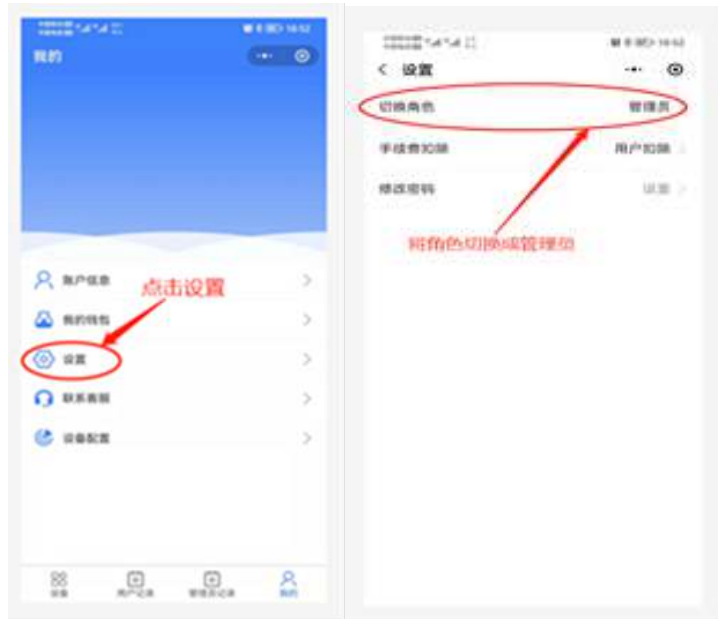 我的
账户信息
点击设置
我的钱包
设置
联系客服
设备配置
设备
用户记录
管理员记录
我的
16:52
设置
切换角色
管理员
手续费扣除
用户扣除
修改密码
设置
将角色切换成管理员